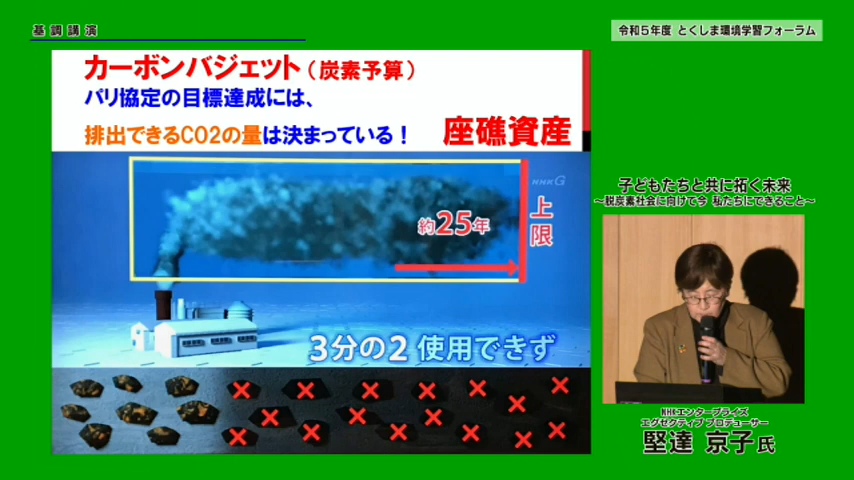 基調講演
令和5年度 とくしま環境学習フォーラム
カーボンバジェット（炭素予算）
パリ協定の目標達成には、
排出できるCO2の量は決まっている！
座礁資産
NHK G
約25年
上限
3分の2 使用できず
子どもたちと共に拓く未来
～脱炭素社会に向けて今 私たちにできること～
NHKエンタープライズ
エグゼクティブ プロデューサー
堅達 京子 氏